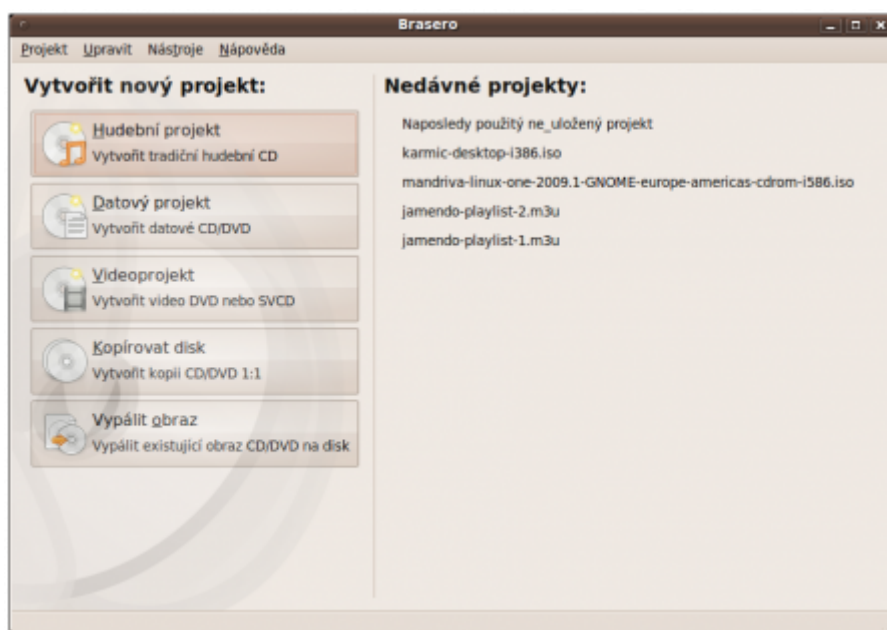 Brasero
Projekt Upravit Nástroje Nápověda
Vytvořit nový projekt:
Hudební projekt
Vytvořit tradiční hudební CD
Datový projekt
Vytvořit datové CD/DVD
Videoprojekt
Vytvořit video DVD nebo SVCD
Kopírovat disk
Vytvořit kopii CD/DVD 1:1
Vypálit obraz
Vypálit existující obraz CD/DVD na disk
Nedávné projekty:
Naposledy použitý ne_uložený projekt
karmic-desktop-i386.iso
mandriva-linux-one-2009.1-GNOME-europe-americas-cdrom-i586.iso
jamendo-playlist-2.m3u
jamendo-playlist-1.m3u